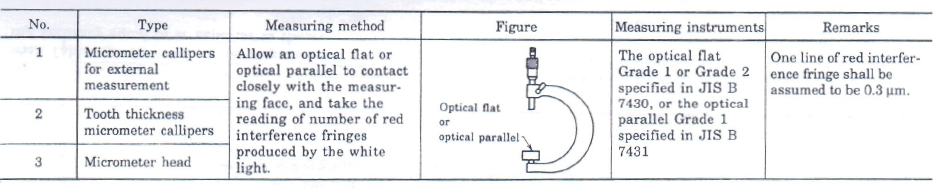 No.
Type
Measuring method
Figure
Measuring instruments
Remarks
1
Micrometer callipers
for external
measurement
2
Tooth thickness
micrometer callipers
3
Micrometer head
Allow an optical flat or
optical parallel to contact
closely with the measur-
ing face, and take the
reading of number of red
interference fringes
produced by the white
light.
Optical flat
or
optical parallel
The optical flat
Grade 1 or Grade 2
specified in JIS B
7430, or the optical
parallel Grade 1
specified in JIS B
7431
One line of red interfer-
ence fringe shall be
assumed to be 0.3 μm.